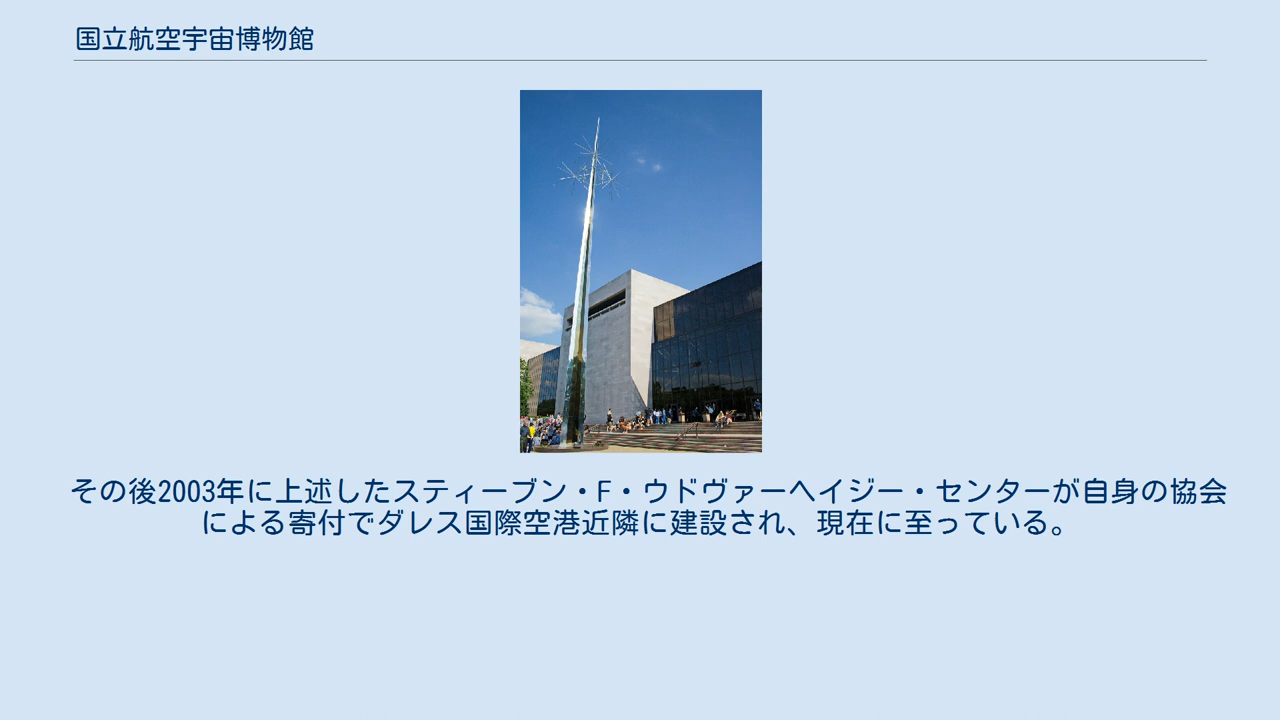 国立航空宇宙博物館
その後2003年に上述したスティーブン・F・ウドヴァーヘイジー・センターが自身の協会
による寄付でダレス国際空港近隣に建設され、現在に至っている。